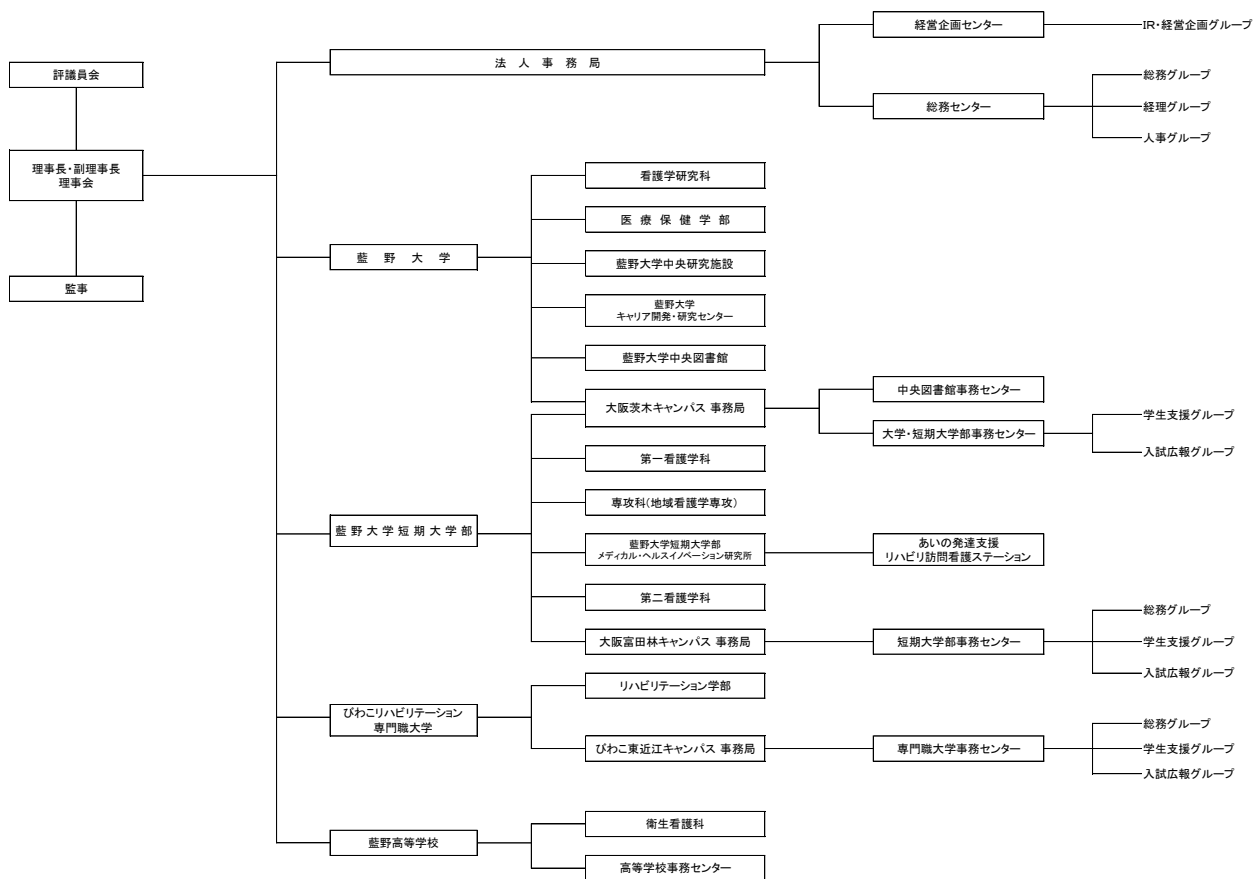 評議員会
理事長・副理事長
理事会
監事
法人事務局
経営企画センター
IR・経営企画グループ
総務センター
総務グループ
経理グループ
人事グループ
藍野大学
看護学研究科
医療保健学部
藍野大学中央研究施設
藍野大学
キャリア開発・研究センター
藍野大学中央図書館
大阪茨木キャンパス 事務局
中央図書館事務センター
大学・短期大学部事務センター
学生支援グループ
入試広報グループ
藍野大学短期大学部
第一看護学科
専攻科(地域看護学専攻)
藍野大学短期大学部
メディカル・ヘルスイノベーション研究所
あいの発達支援
リハビリ訪問看護ステーション
第二看護学科
大阪富田林キャンパス 事務局
短期大学部事務センター
総務グループ
学生支援グループ
入試広報グループ
びわこリハビリテーション
専門職大学
リハビリテーション学部
びわこ東近江キャンパス 事務局
専門職大学事務センター
総務グループ
学生支援グループ
入試広報グループ
藍野高等学校
衛生看護科
高等学校事務センター